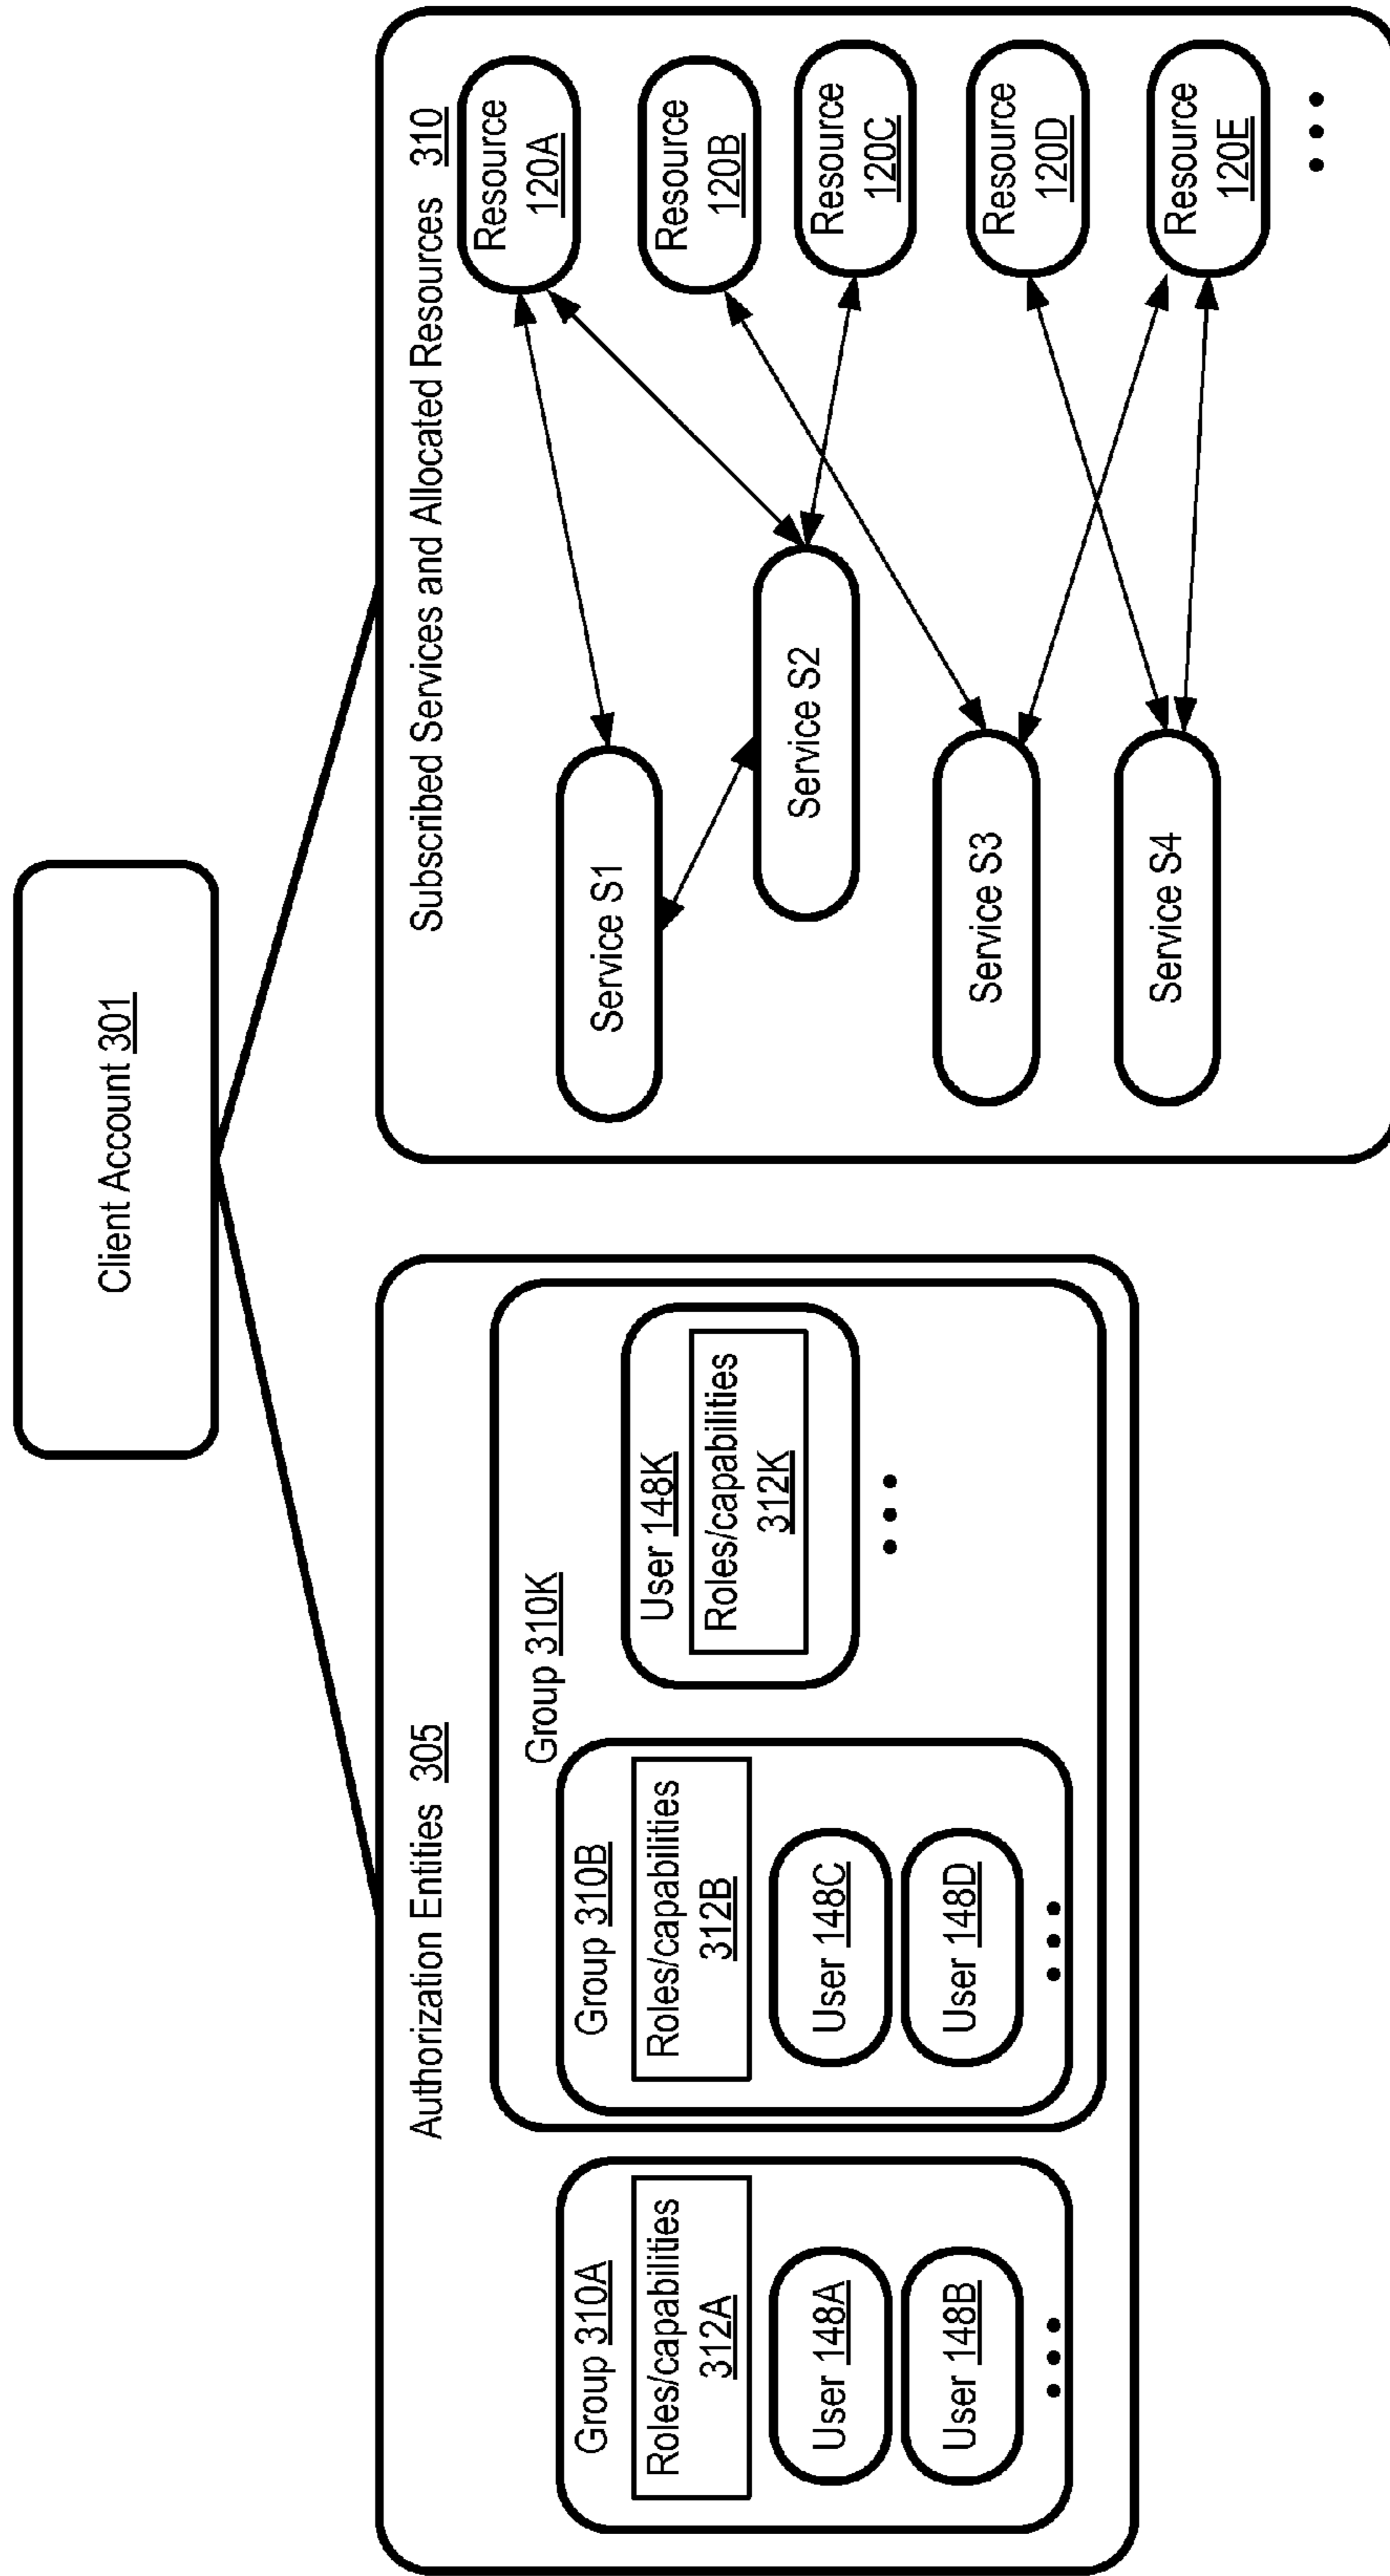 Client Account 301
Authorization Entities 305
Group 310A
Roles/capabilities
312A
User 148A
User 148B
Group 310K
Group 310B
Roles/capabilities
312B
User 148C
User 148D
User 148K
Roles/capabilities
312K
Subscribed Services and Allocated Resources 310
Service S1
Service S2
Service S3
Service S4
Resource
120A
Resource
120B
Resource
120C
Resource
120D
Resource
120E